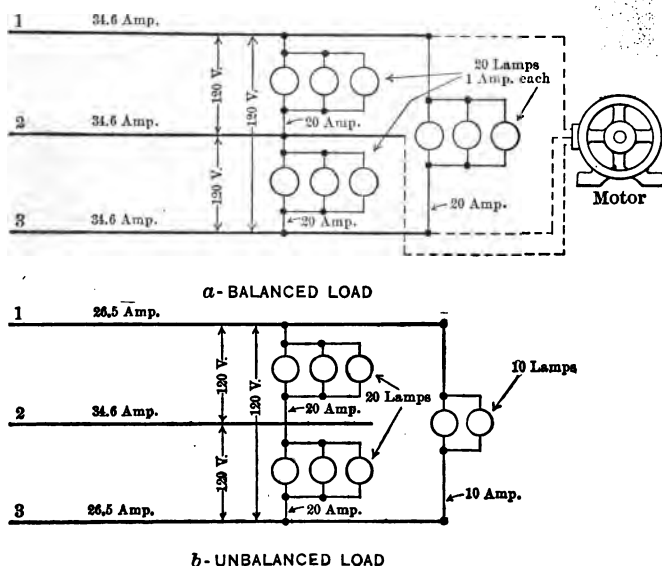 1 34.6 Amp.
20 Lamps
1 Amp. each
120 V.
120 V.
20 Amp.
2 34.6 Amp.
120 V.
20 Amp.
20 Amp.
3 34.6 Amp.
Motor
a- BALANCED LOAD
1 26.5 Amp.
10 Lamps
120 V.
120 V.
20 Lamps
20 Amp.
2 34.6 Amp.
120 V.
10 Amp.
3 26.5 Amp.
20 Amp.
b- UNBALANCED LOAD